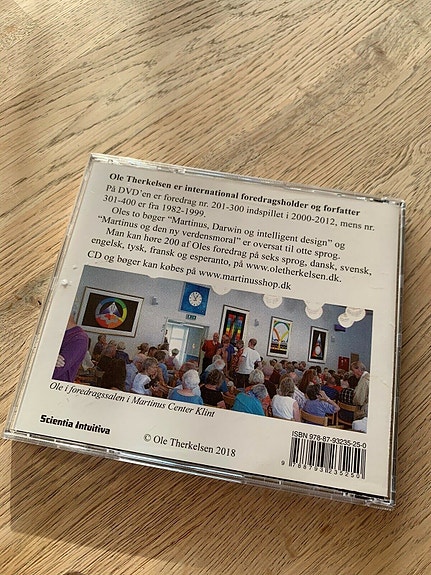 Ole Therkelsen er international foredragsholder og forfatter
På DVD'en er foredrag nr. 201-300 indspillet i 2000-2012, mens nr.
301-400 er fra 1982-1999.
Oles to bøger "Martinus, Darwin og intelligent design" og
"Martinus og den ny verdensmoral" er oversat til otte sprog.
Man kan høre 200 af Oles foredrag på seks sprog, dansk, svensk,
engelsk, tysk, fransk og esperanto, på www.oletherkelsen.dk.
CD og bøger kan købes på www.martinusshop.dk
Ole i foredragssalen i Martinus Center Klint
Scientia Intuitiva
© Ole Therkelsen 2018
ISBN 978-87-93235-25-0
9 788793 235250